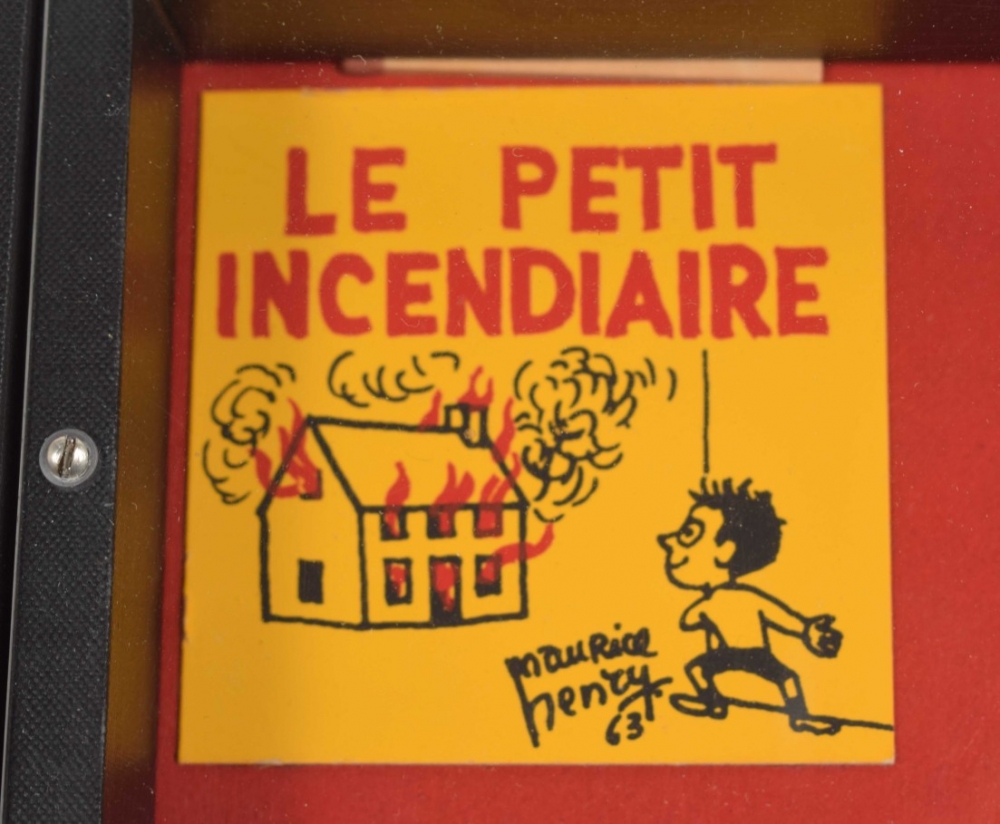 LE PETIT
INCENDIAIRE
maurice
henry
63